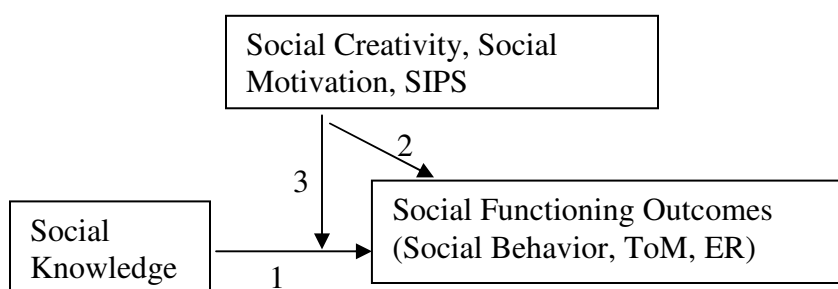 Social Creativity, Social
Motivation, SIPS
2
3
Social Functioning Outcomes
(Social Behavior, ToM, ER)
Social
Knowledge
1